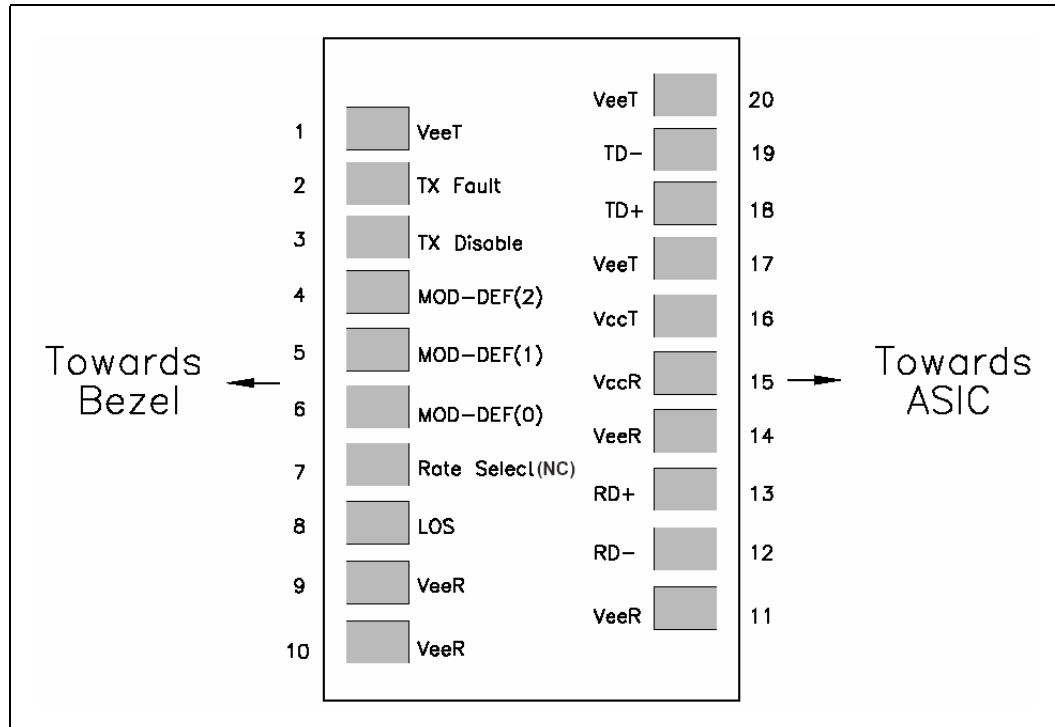 1 VeeT
2 TX Fault
3 TX Disable
4 MOD-DEF(2)
5 MOD-DEF(1)
6 MOD-DEF(0)
7 Rate Select(NC)
8 LOS
9 VeeR
10 VeeR
VeeT 20
TD- 19
TD+ 18
VeeT 17
VccT 16
VccR 15
VeeR 14
RD+ 13
RD- 12
VeeR 11
Towards
Bezel
Towards
ASIC